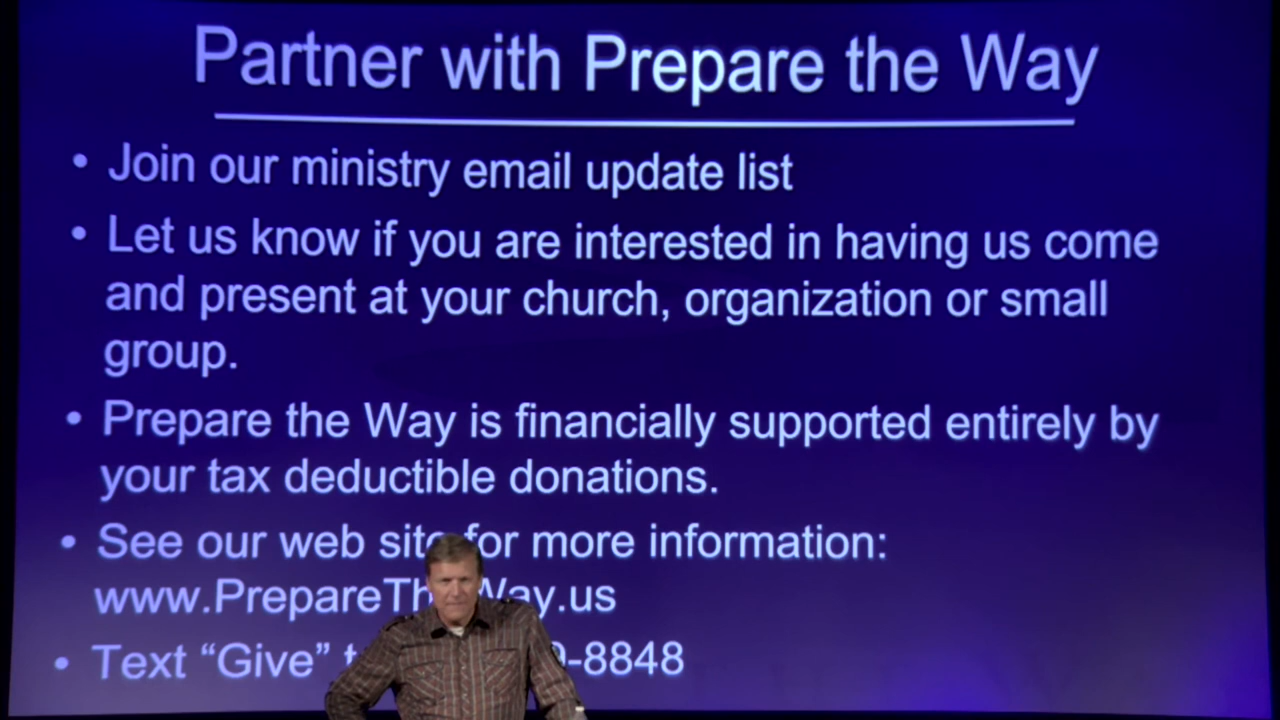 Partner with Prepare the Way
• Join our ministry email update list
• Let us know if you are interested in having us come
and present at your church, organization or small
group.
• Prepare the Way is financially supported entirely by
your tax deductible donations.
• See our web site for more information:
• Text “Give” -8848